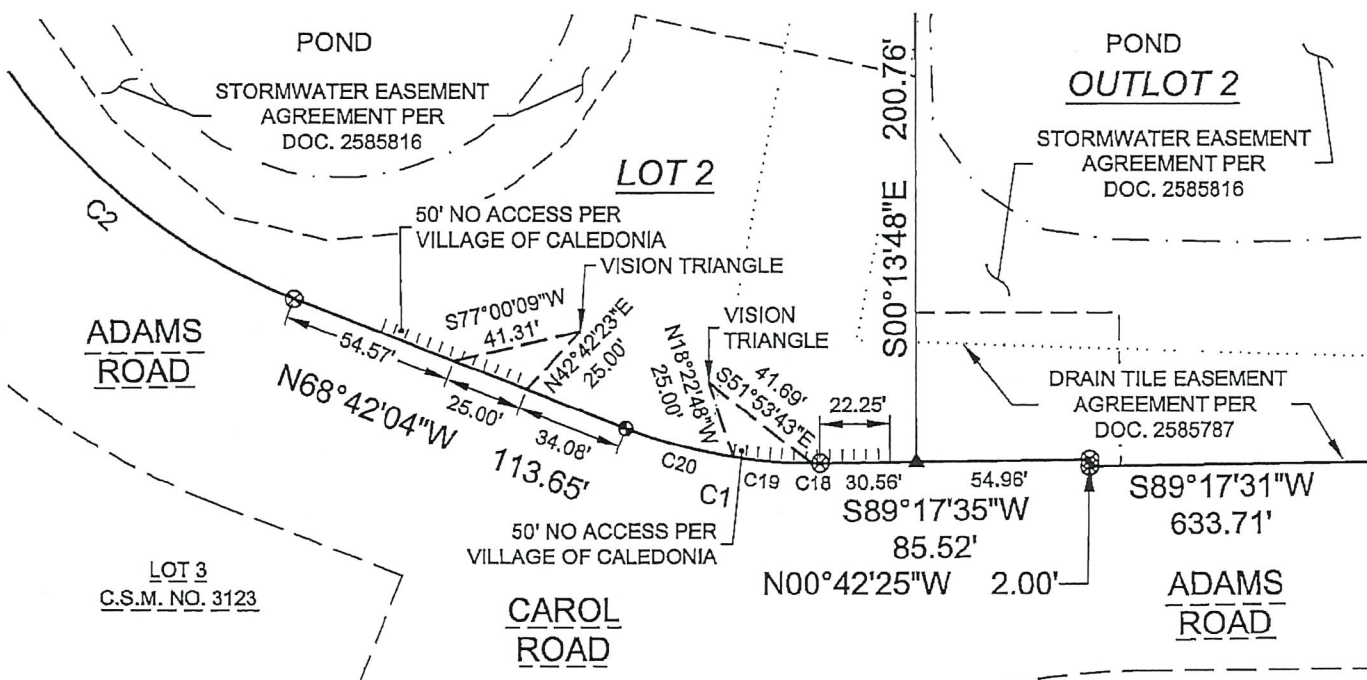 POND
STORMWATER EASEMENT
AGREEMENT PER
DOC. 2585816
LOT 2
50' NO ACCESS PER
VILLAGE OF CALEDONIA
VISION TRIANGLE
C2
ADAMS
ROAD
S77°00'09"W
41.31'
N42°42'23"E
25.00'
54.57'
25.00'
34.08'
N68°42'04"W
113.65'
VISION
TRIANGLE
N18°22'48"W
25.00'
S51°53'43"E
41.69'
22.25'
C20
C1
C19
C18
30.56'
54.96'
S89°17'35"W
85.52'
N00°42'25"W 2.00'
50' NO ACCESS PER
VILLAGE OF CALEDONIA
S00°13'48"E 200.76'
POND
OUTLOT 2
STORMWATER EASEMENT
AGREEMENT PER
DOC. 2585816
DRAIN TILE EASEMENT
AGREEMENT PER
DOC. 2585787
S89°17'31"W
633.71'
ADAMS
ROAD
LOT 3
C.S.M. NO. 3123
CAROL
ROAD